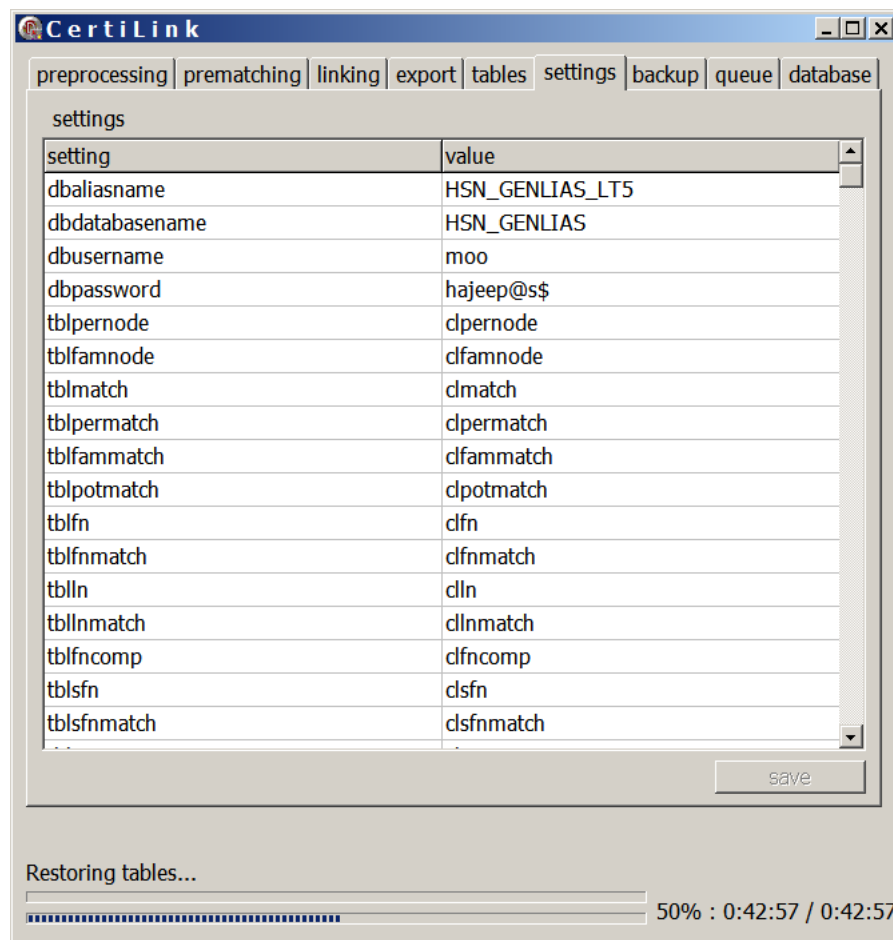 CertiLink
preprocessing prematching linking export tables settings backup queue database
settings
setting value
dbaliasname HSN_GENLIAS_LT5
dbdatabasename HSN_GENLIAS
dbusername moo
dbpassword hajeep@s$
tblpernode clpernode
tblfamnode clfamnode
tblmatch clmatch
tblpermatch clpermatch
tblfammatch clfammatch
tblpotmatch clpotmatch
tblfn clfn
tblfnmatch clfnmatch
tblln clln
tbllnmatch cllnmatch
tblfncomp clfncomp
tblsfn clsfn
tblsfnmatch clsfnmatch
save
Restoring tables...
50% : 0:42:57 / 0:42:57